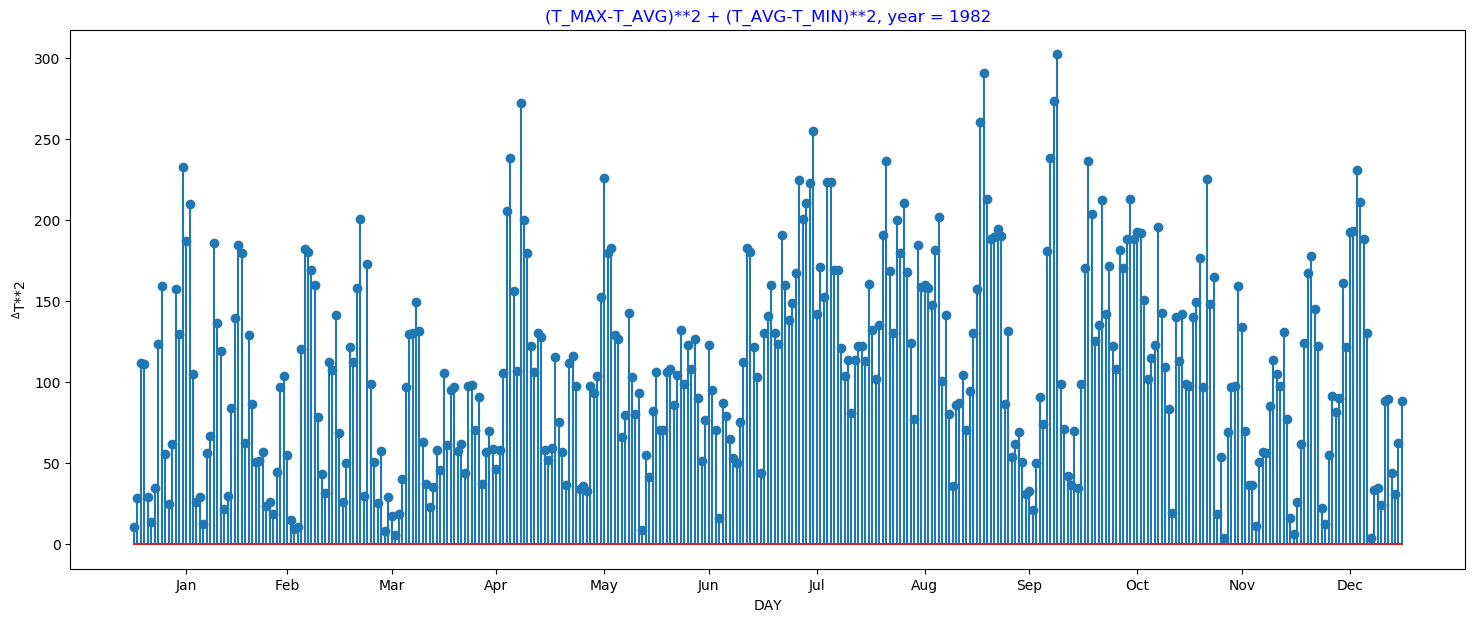 (T_MAX-T_AVG)**2 + (T_AVG-T_MIN)**2, year = 1982
300
250
200
150
100
50
0
ΔT**2
Jan Feb Mar Apr May Jun Jul Aug Sep Oct Nov Dec
DAY